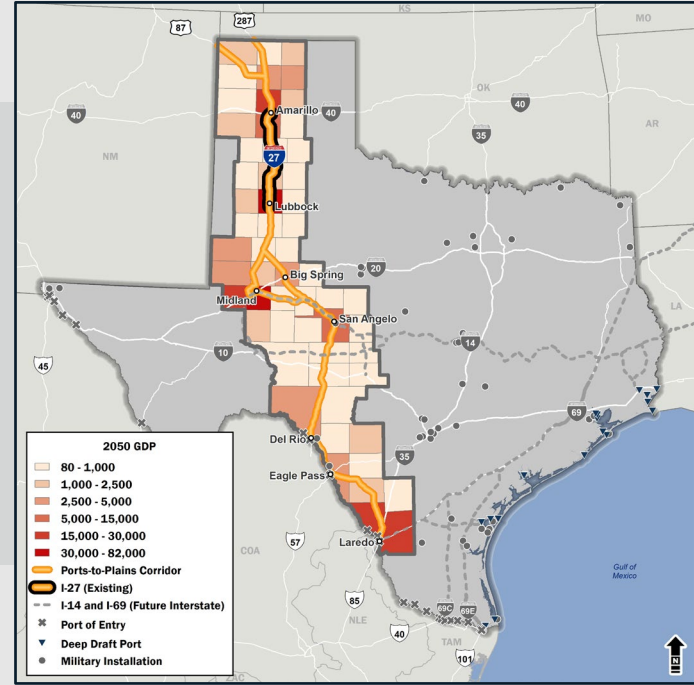 KS
MO
287
87
OK
40
Amarillo
40
40
AR
35
NM
27
Lubbock
Big Spring
20
Midland
LA
San Angelo
14
10
45
69
2050 GDP
80 - 1,000
1,000 - 2,500
2,500 - 5,000
5,000 - 15,000
15,000 - 30,000
30,000 - 82,000
Ports-to-Plains Corridor
I-27 (Existing)
I-14 and I-69 (Future Interstate)
Port of Entry
Deep Draft Port
Military Installation
Del Rio
35
Eagle Pass
Laredo
COA
57
Gulf of
Mexico
85
NLE
69C
69E
40
TAM
101
ZAC
N